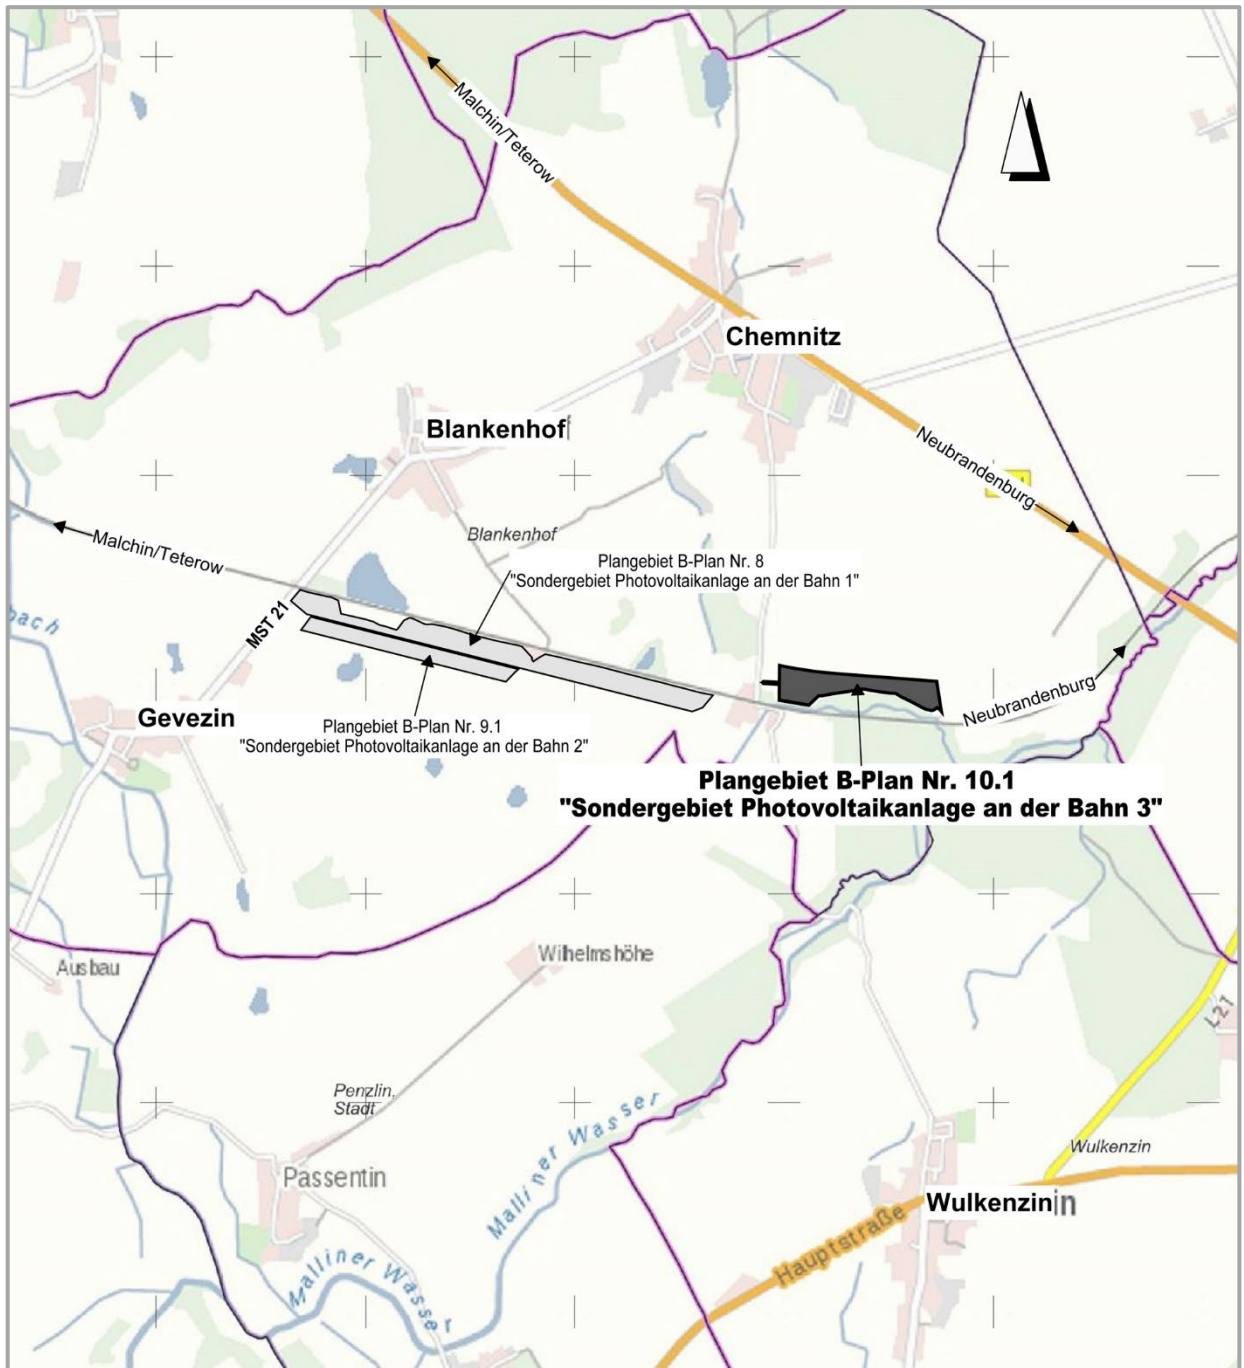 Malchin/Teterow
Chemnitz
Blankenhof
Neubrandenburg
Blankenhof
Malchin/Teterow
Plangebiet B-Plan Nr. 8
"Sondergebiet Photovoltaikanlage an der Bahn 1"
MST 21
bach
Gevezin
Plangebiet B-Plan Nr. 9.1
"Sondergebiet Photovoltaikanlage an der Bahn 2"
Neubrandenburg
Plangebiet B-Plan Nr. 10.1
"Sondergebiet Photovoltaikanlage an der Bahn 3"
Wilhelmshöhe
Ausbau
L27
Penzlin,
Stadt
Malliner Wasser
Wulkenzin
Passentin
Wulkenzin
Hauptstraße
Malliner Wasser